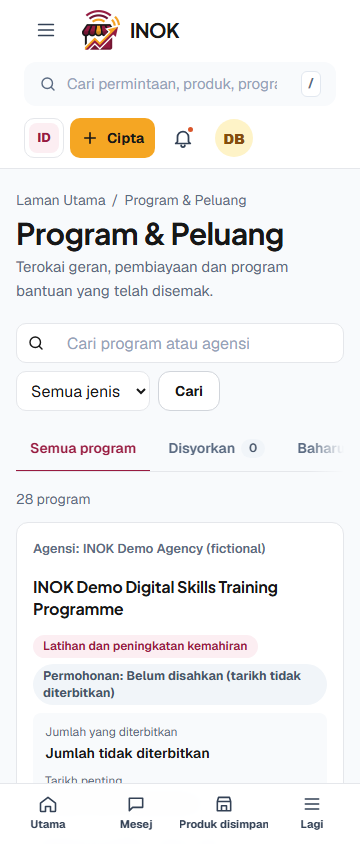 INOK
Cari permintaan, produk, progra
/
ID
Cipta
DB
Laman Utama / Program & Peluang
Program & Peluang
Terokai geran, pembiayaan dan program
bantuan yang telah disemak.
Cari program atau agensi
Semua jenis
Cari
Semua program
Disyorkan 0
Baharu
28 program
Agensi: INOK Demo Agency (fictional)
INOK Demo Digital Skills Training
Programme
Latihan dan peningkatan kemahiran
Permohonan: Belum disahkan (tarikh tidak
diterbitkan)
Jumlah yang diterbitkan
Jumlah tidak diterbitkan
Tarikh penting
Utama
Mesej
Produk disimpan
Lagi